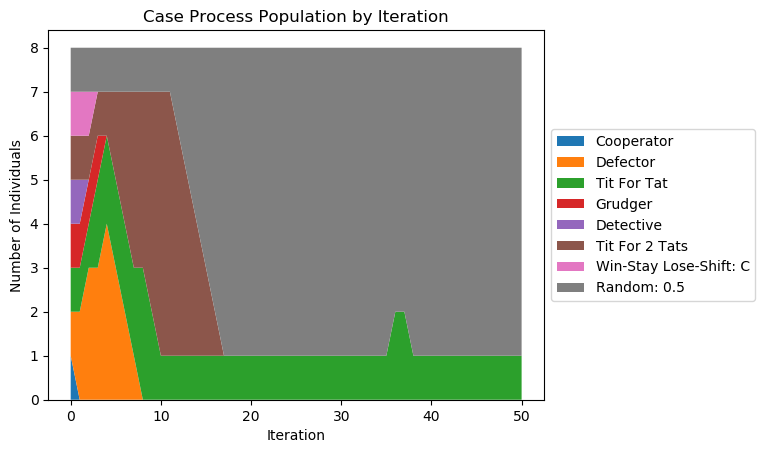 Case Process Population by Iteration
Number of Individuals
8
7
6
5
4
3
2
1
0
0 10 20 30 40 50
Iteration
Cooperator
Defector
Tit For Tat
Grudger
Detective
Tit For 2 Tats
Win-Stay Lose-Shift: C
Random: 0.5